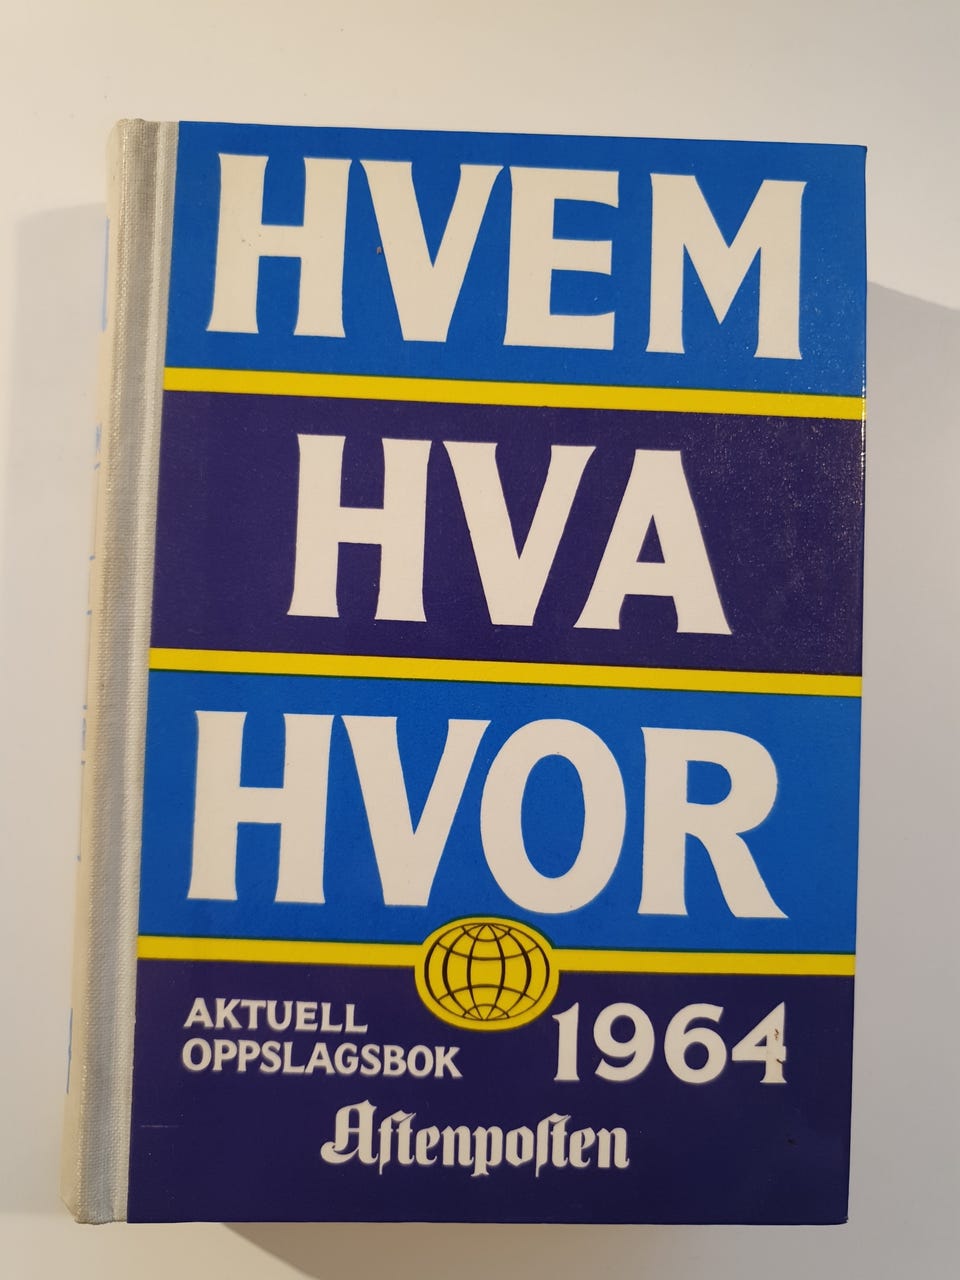 HVEM
HVA
HVOR
AKTUELL
OPPSLAGSBOK
1964
Aftenposten